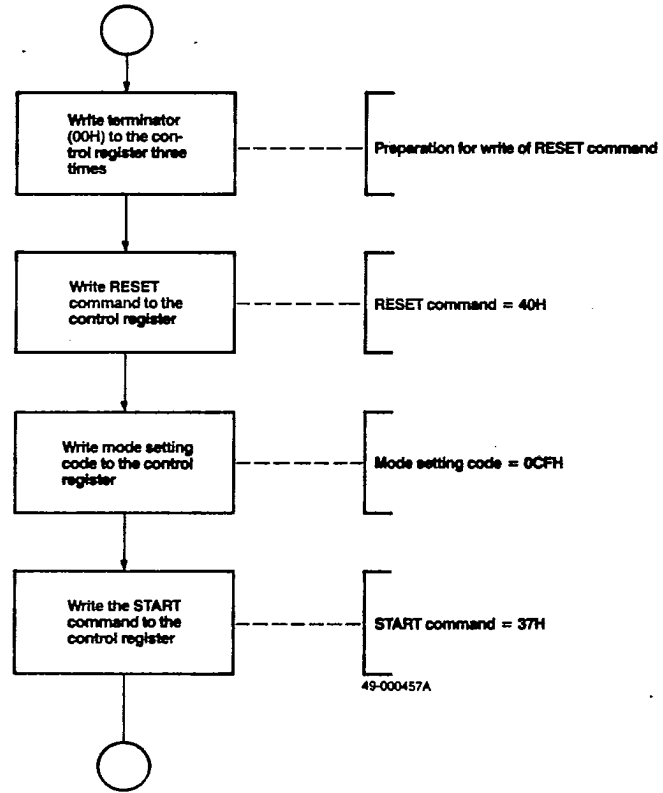 Write terminator
(00H) to the con-
trol register three
times
Preparation for write of RESET command
Write RESET
command to the
control register
RESET command = 40H
Write mode setting
code to the control
register
Mode setting code = 0CFH
Write the START
command to the
control register
START command = 37H
49-000457A